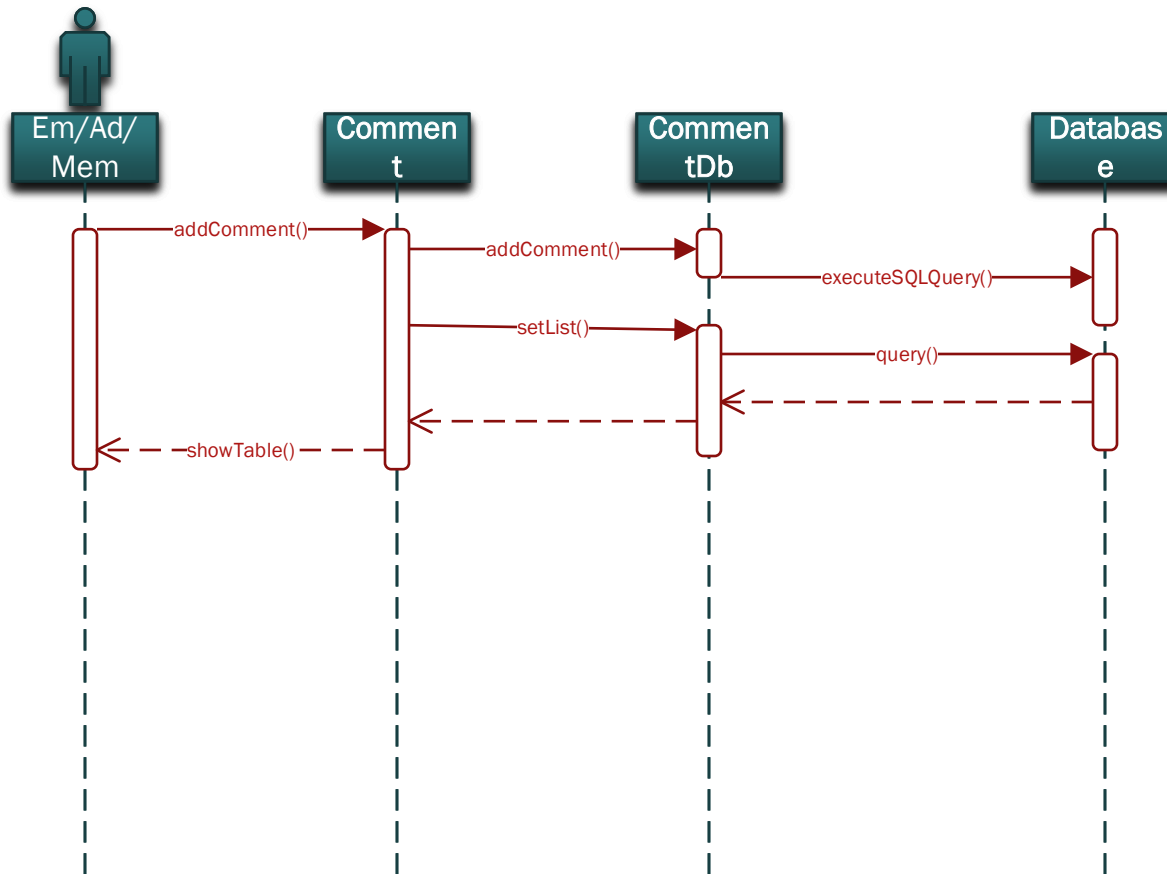 Em/Ad/
Mem
Commen
t
Commen
tDb
Databas
e
addComment()
addComment()
executeSQLQuery()
setList()
query()
showTable()